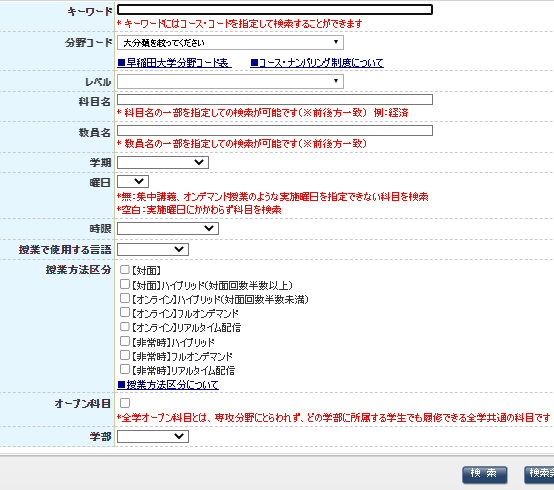 キーワード
* キーワードにはコース・コードを指定して検索することができます
分野コード 大分類を絞ってください
■早稲田大学分野コード表 ■コース・ナンバリング制度について
レベル
科目名
* 科目名の一部を指定しての検索が可能です(※前後方一致) 例:経済
教員名
* 教員名の一部を指定しての検索が可能です(※前後方一致)
学期
曜日
*無:集中講義、オンデマンド授業のような実施曜日を指定できない科目を検索
*空白:実施曜日にかかわらず科目を検索
時限
授業で使用する言語
授業方法区分 【対面】
【対面】ハイブリッド(対面回数半数以上)
【オンライン】ハイブリッド(対面回数半数未満)
【オンライン】フルオンデマンド
【オンライン】リアルタイム配信
【非常時】ハイブリッド
【非常時】フルオンデマンド
【非常時】リアルタイム配信
■授業方法区分について
オープン科目
*全学オープン科目とは、専攻分野にとらわれず、どの学部に所属する学生でも履修できる全学共通の科目です
学部
検 索 検索